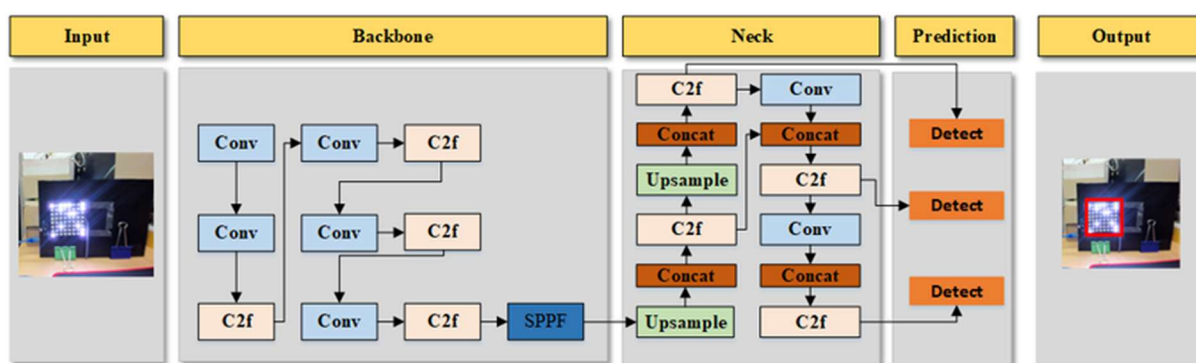 Input
Backbone
Neck
Prediction
Output
Conv
Conv
C2f
Conv
C2f
Conv
C2f
Conv
C2f
SPPF
C2f
Concat
Upsample
C2f
Concat
Upsample
Conv
Concat
C2f
Conv
Concat
C2f
Detect
Detect
Detect